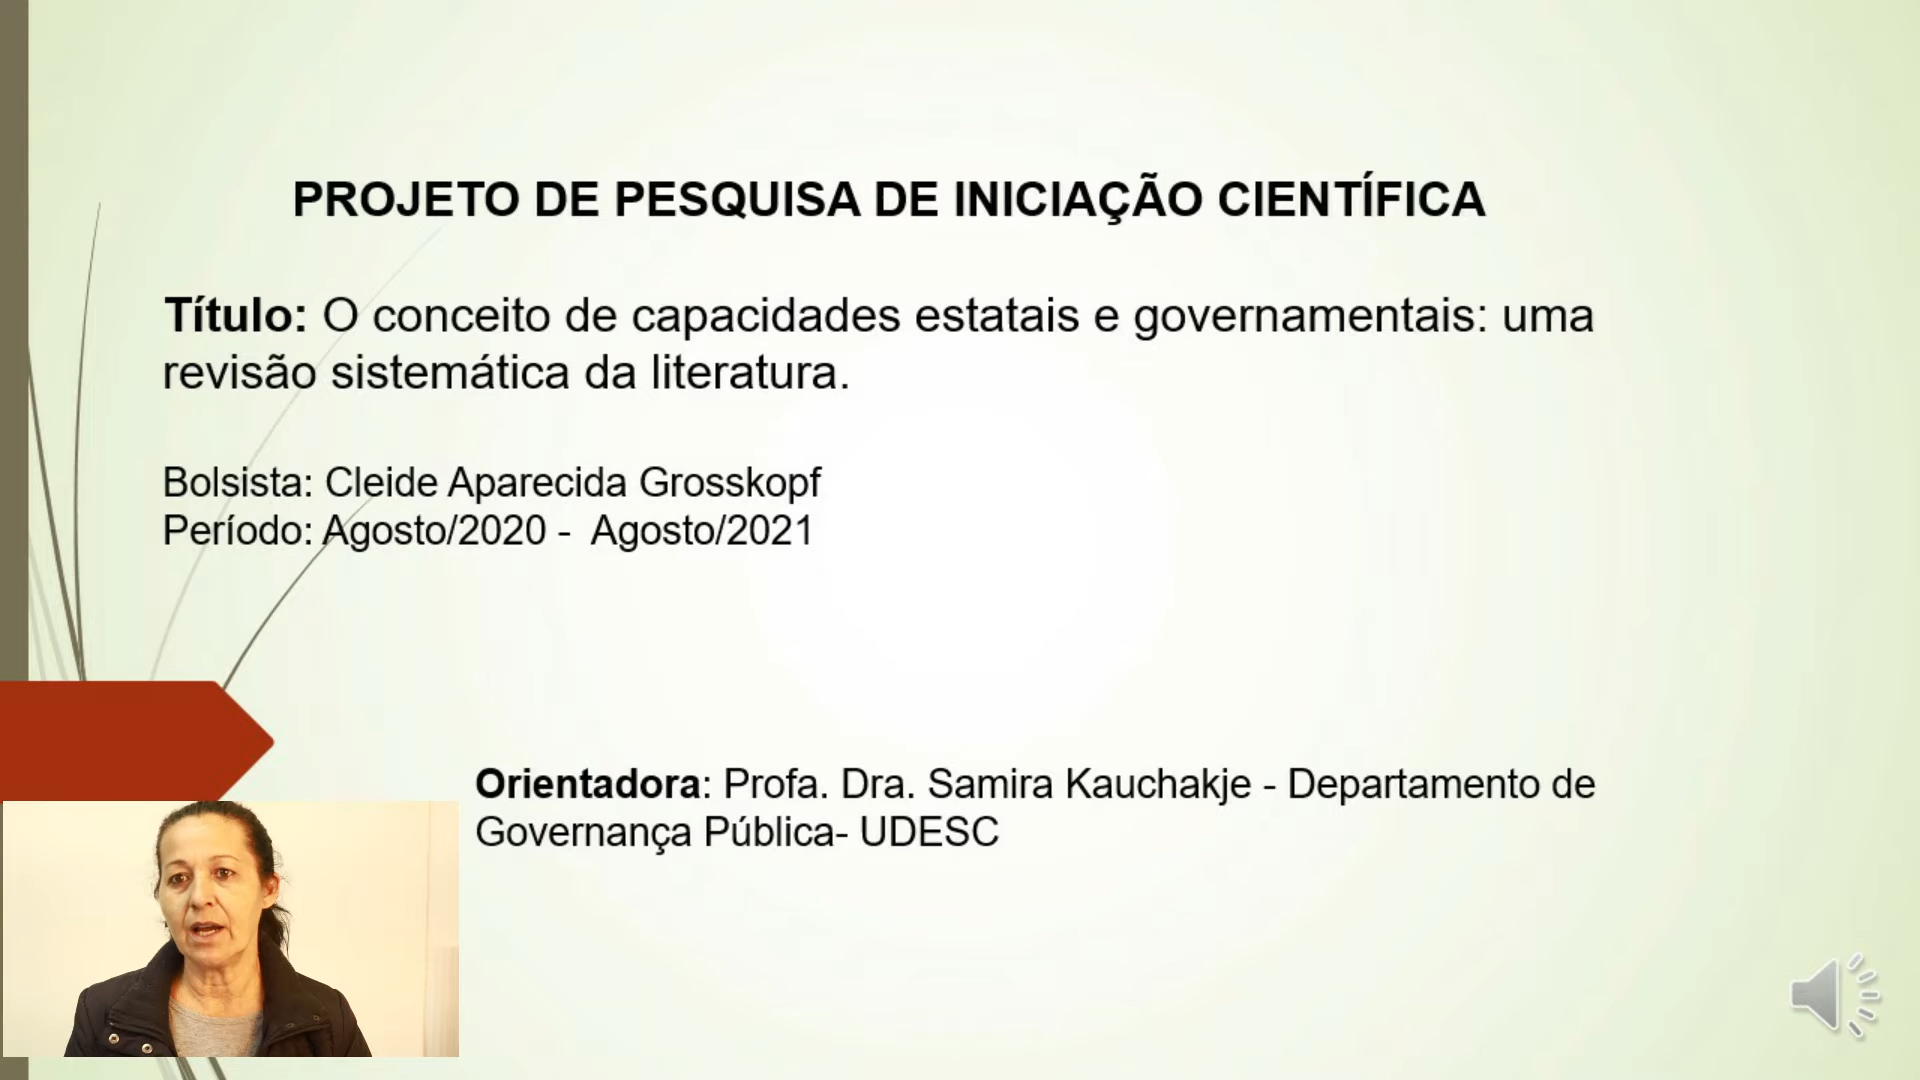 PROJETO DE PESQUISA DE INICIAÇÃO CIENTÍFICA
Título: O conceito de capacidades estatais e governamentais: uma
revisão sistemática da literatura.
Bolsista: Cleide Aparecida Grosskopf
Período: Agosto/2020 -  Agosto/2021
Orientadora: Profa. Dra. Samira Kauchakje - Departamento de
Governança Pública- UDESC